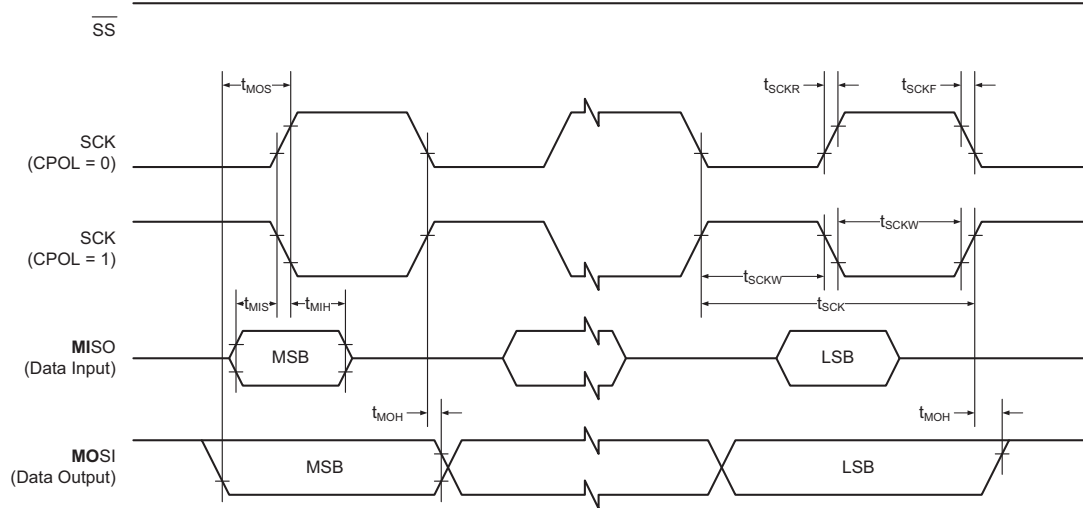 SS
tMOS
tSCKR
tSCKF
SCK
(CPOL = 0)
SCK
(CPOL = 1)
tSCKW
tSCKW
tSCK
tMIS
tMIH
MISO
(Data Input)
MSB
LSB
tMOH
tMOH
MOSI
(Data Output)
MSB
LSB